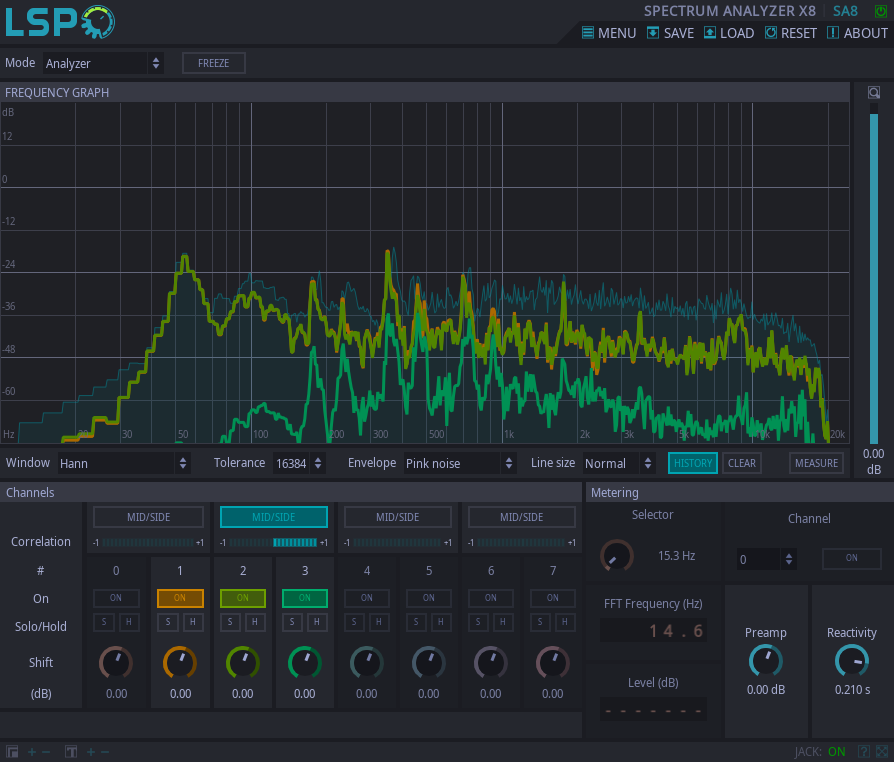 LSP
SPECTRUM ANALYZER X8 SA8
MENU SAVE LOAD RESET ABOUT
Mode Analyzer FREEZE
FREQUENCY GRAPH
dB
12
0
-12
-24
-36
-48
-60
Hz 30 50 100 200 300 500 1k 2k 3k 5k 20k
0.00
dB
Window Hann Tolerance 16384 Envelope Pink noise Line size Normal HISTORY CLEAR MEASURE
Channels
MID/SIDE MID/SIDE MID/SIDE MID/SIDE
Correlation -1 +1 -1 +1 -1 +1 -1 +1
# 0 1 2 3 4 5 6 7
On ON ON ON ON ON ON ON ON
Solo/Hold S H S H S H S H S H S H S H S H
Shift
(dB) 0.00 0.00 0.00 0.00 0.00 0.00 0.00 0.00
Metering
Selector
15.3 Hz
Channel
0 ON
FFT Frequency (Hz)
14.6
Level (dB)
- - - - - - -
Preamp
0.00 dB
Reactivity
0.210 s
JACK: ON